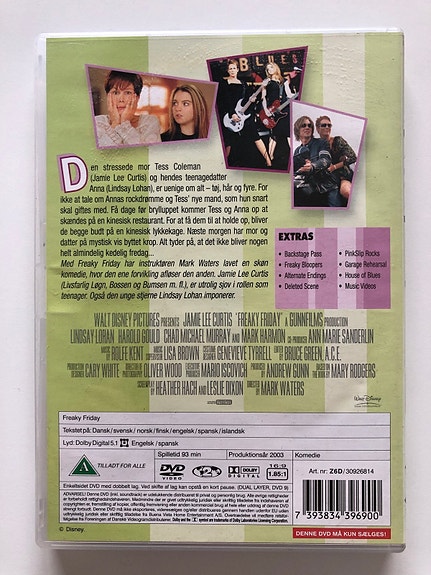 BLUES
Den stressede mor Tess Coleman
(Jamie Lee Curtis) og hendes teenagedatter
Anna (Lindsay Lohan), er uenige om alt – tøj, hår og fyre. For
ikke at tale om Annas rockdrømme og Tess' nye mand, som hun snart
skal giftes med. Få dage før brylluppet kommer Tess og Anna op at
skændes på en kinesisk restaurant. For at få dem til at holde op, bliver
de begge budt på en kinesisk lykkekage. Næste morgen har mor og
datter på mystisk vis byttet krop. Alt tyder på, at det ikke bliver nogen
helt almindelig kedelig fredag...
Med Freaky Friday har instruktøren Mark Waters lavet en skøn
komedie, hvor den ene forvikling afløser den anden. Jamie Lee Curtis
(Listfarlig Løgn, Bossen og Bumsen m. fl.), er utrolig sjov i rollen som
teenager. Også den unge stjerne Lindsay Lohan imponerer.
EXTRAS
• Backstage Pass
• Freaky Bloopers
• Alternate Endings
• Deleted Scene
• PinkSlip Rocks
• Garage Rehearsal
• House of Blues
• Music Videos
WALT DISNEY PICTURES PRESENTS JAMIE LEE CURTIS "FREAKY FRIDAY" A GUNNFILMS PRODUCTION
LINDSAY LOHAN HAROLD GOULD CHAD MICHAEL MURRAY AND MARK HARMON CO-PRODUCER ANN MARIE SANDERLIN
MUSIC BY ROLFE KENT MUSIC SUPERVISOR LISA BROWN COSTUME DESIGNER GENEVIEVE TYRRELL EDITOR BRUCE GREEN, A.C.E.
PRODUCTION DESIGNER CARY WHITE DIRECTOR OF PHOTOGRAPHY OLIVER WOOD EXECUTIVE PRODUCER MARIO ISCOVICH PRODUCED BY ANDREW GUNN BASED ON THE BOOK BY MARY RODGERS
SCREENPLAY BY HEATHER HACH AND LESLIE DIXON DIRECTED BY MARK WATERS
WALT DISNEY
Freaky Friday
Tekstet på: Dansk/svensk/norsk/finsk/engelsk/spansk/islandsk
Lyd: Dolby Digital 5.1 Engelsk/spansk
Spilletid 93 min
Produktionsår 2003
Komedie
A
TILLADT FOR ALLE
DVD VIDEO
DOLBY DIGITAL
16:9
1.85:1
Art. nr: Z6D/30926814
Enkeltsidet DVD med dobbelt lag. Ved skifte af lag kan opstå en kort pause. (DUAL LAYER, DVD 9)
7 393834 396900
DENNE DVD MÅ KUN SÆLGES!
© Disney